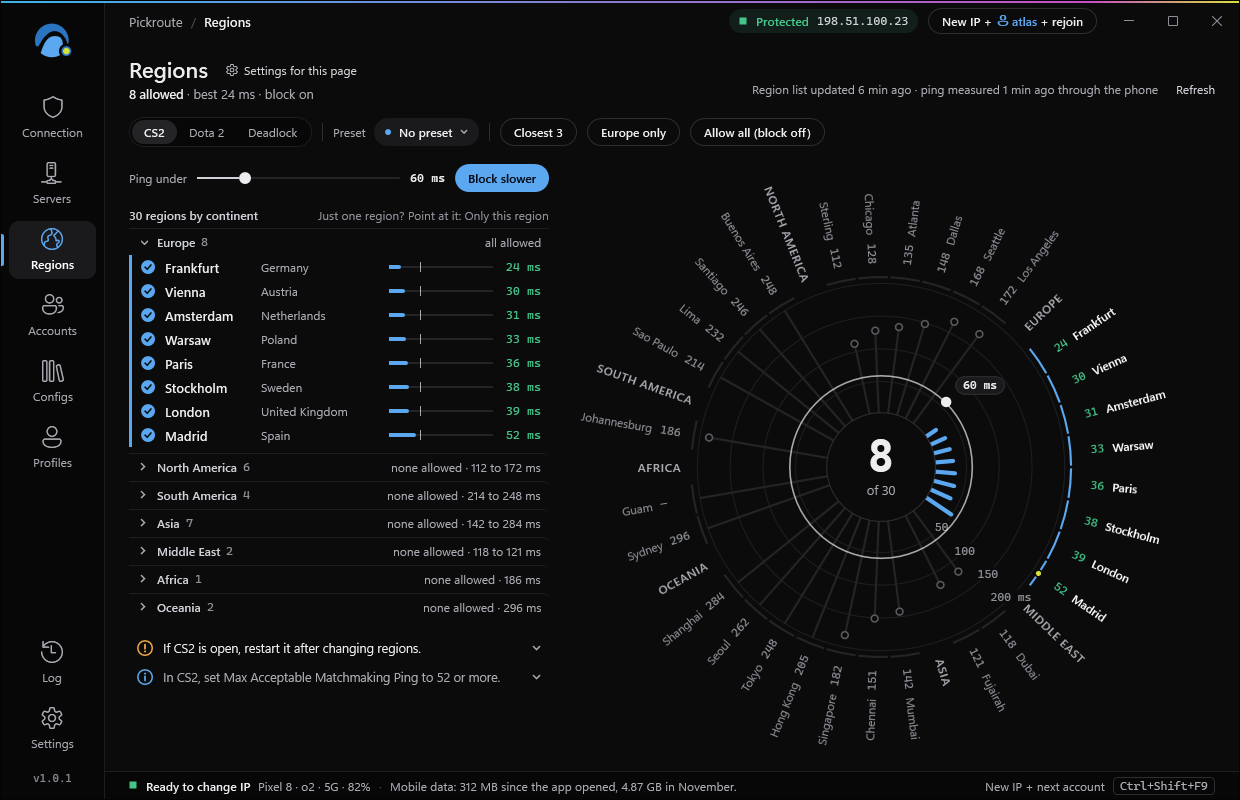 Pickroute / Regions
Protected 198.51.100.23
New IP + atlas + rejoin
Connection
Servers
Regions
Accounts
Configs
Profiles
Log
Settings
v1.0.1
Regions
Settings for this page
8 allowed · best 24 ms · block on
Region list updated 6 min ago · ping measured 1 min ago through the phone
Refresh
CS2
Dota 2
Deadlock
Preset
No preset
Closest 3
Europe only
Allow all (block off)
Ping under
60 ms
Block slower
30 regions by continent
Just one region? Point at it: Only this region
Europe 8 all allowed
Frankfurt Germany 24 ms
Vienna Austria 30 ms
Amsterdam Netherlands 31 ms
Warsaw Poland 33 ms
Paris France 36 ms
Stockholm Sweden 38 ms
London United Kingdom 39 ms
Madrid Spain 52 ms
North America 6 none allowed · 112 to 172 ms
South America 4 none allowed · 214 to 248 ms
Asia 7 none allowed · 142 to 284 ms
Middle East 2 none allowed · 118 to 121 ms
Africa 1 none allowed · 186 ms
Oceania 2 none allowed · 296 ms
If CS2 is open, restart it after changing regions.
In CS2, set Max Acceptable Matchmaking Ping to 52 or more.
NORTH AMERICA
Sterling 112
Chicago 128
135 Atlanta
148 Dallas
168 Seattle
172 Los Angeles
EUROPE
24 Frankfurt
30 Vienna
31 Amsterdam
33 Warsaw
36 Paris
38 Stockholm
39 London
52 Madrid
MIDDLE EAST
118 Dubai
121 Fujairah
ASIA
142 Mumbai
Chennai 151
Singapore 182
Hong Kong 205
Tokyo 248
Seoul 262
Shanghai 284
OCEANIA
Sydney 296
Guam –
AFRICA
Johannesburg 186
SOUTH AMERICA
Sao Paulo 214
Lima 232
Santiago 246
Buenos Aires 248
60 ms
8
of 30
50
100
150
200 ms
Ready to change IP Pixel 8 · o2 · 5G · 82% · Mobile data: 312 MB since the app opened, 4.87 GB in November.
New IP + next account Ctrl+Shift+F9